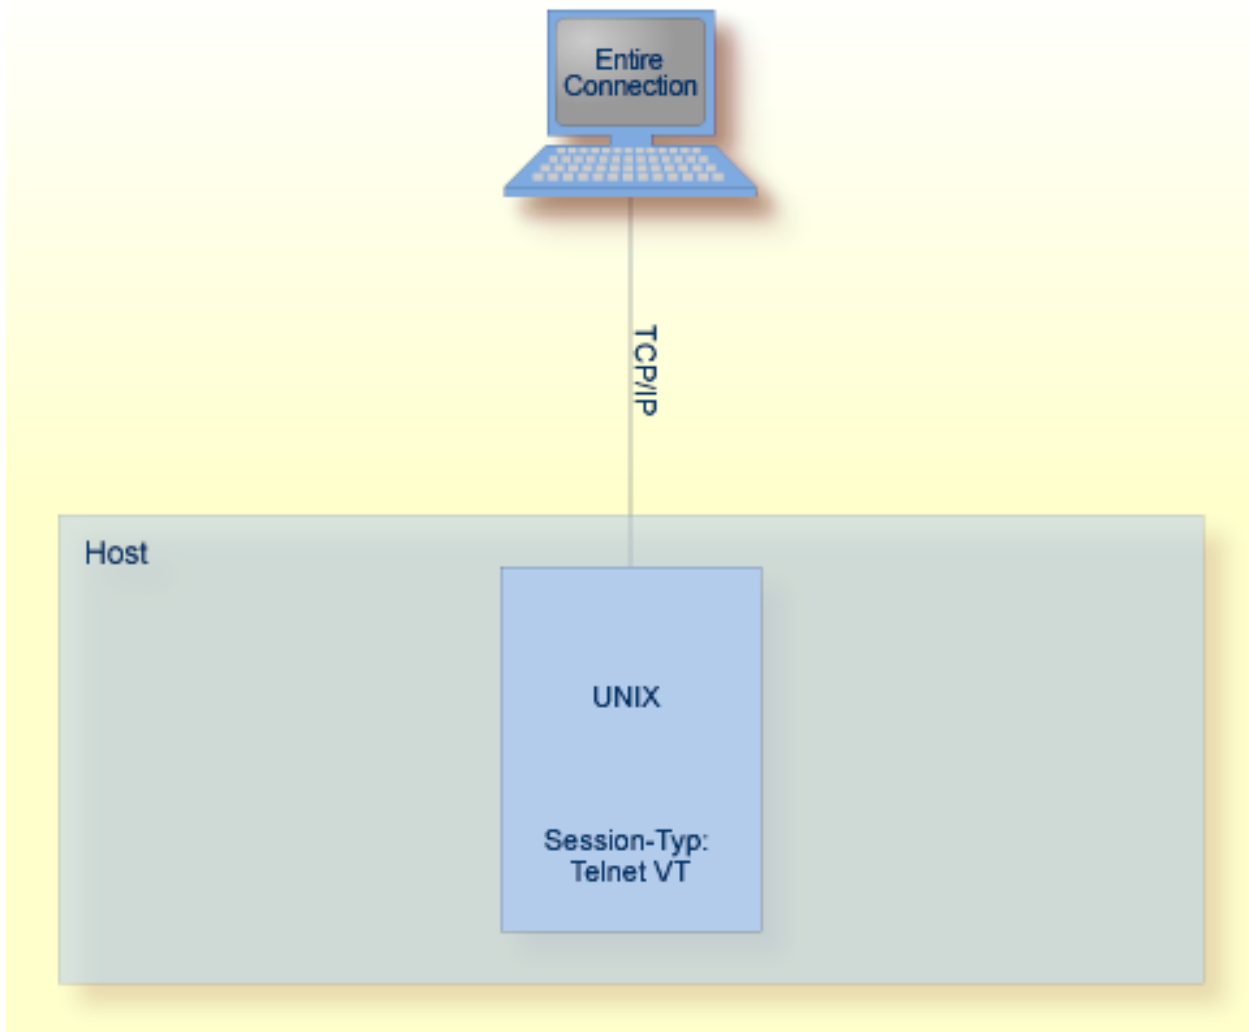 Entire
Connection
TCP/IP
Host
UNIX
Session-Typ:
Telnet VT